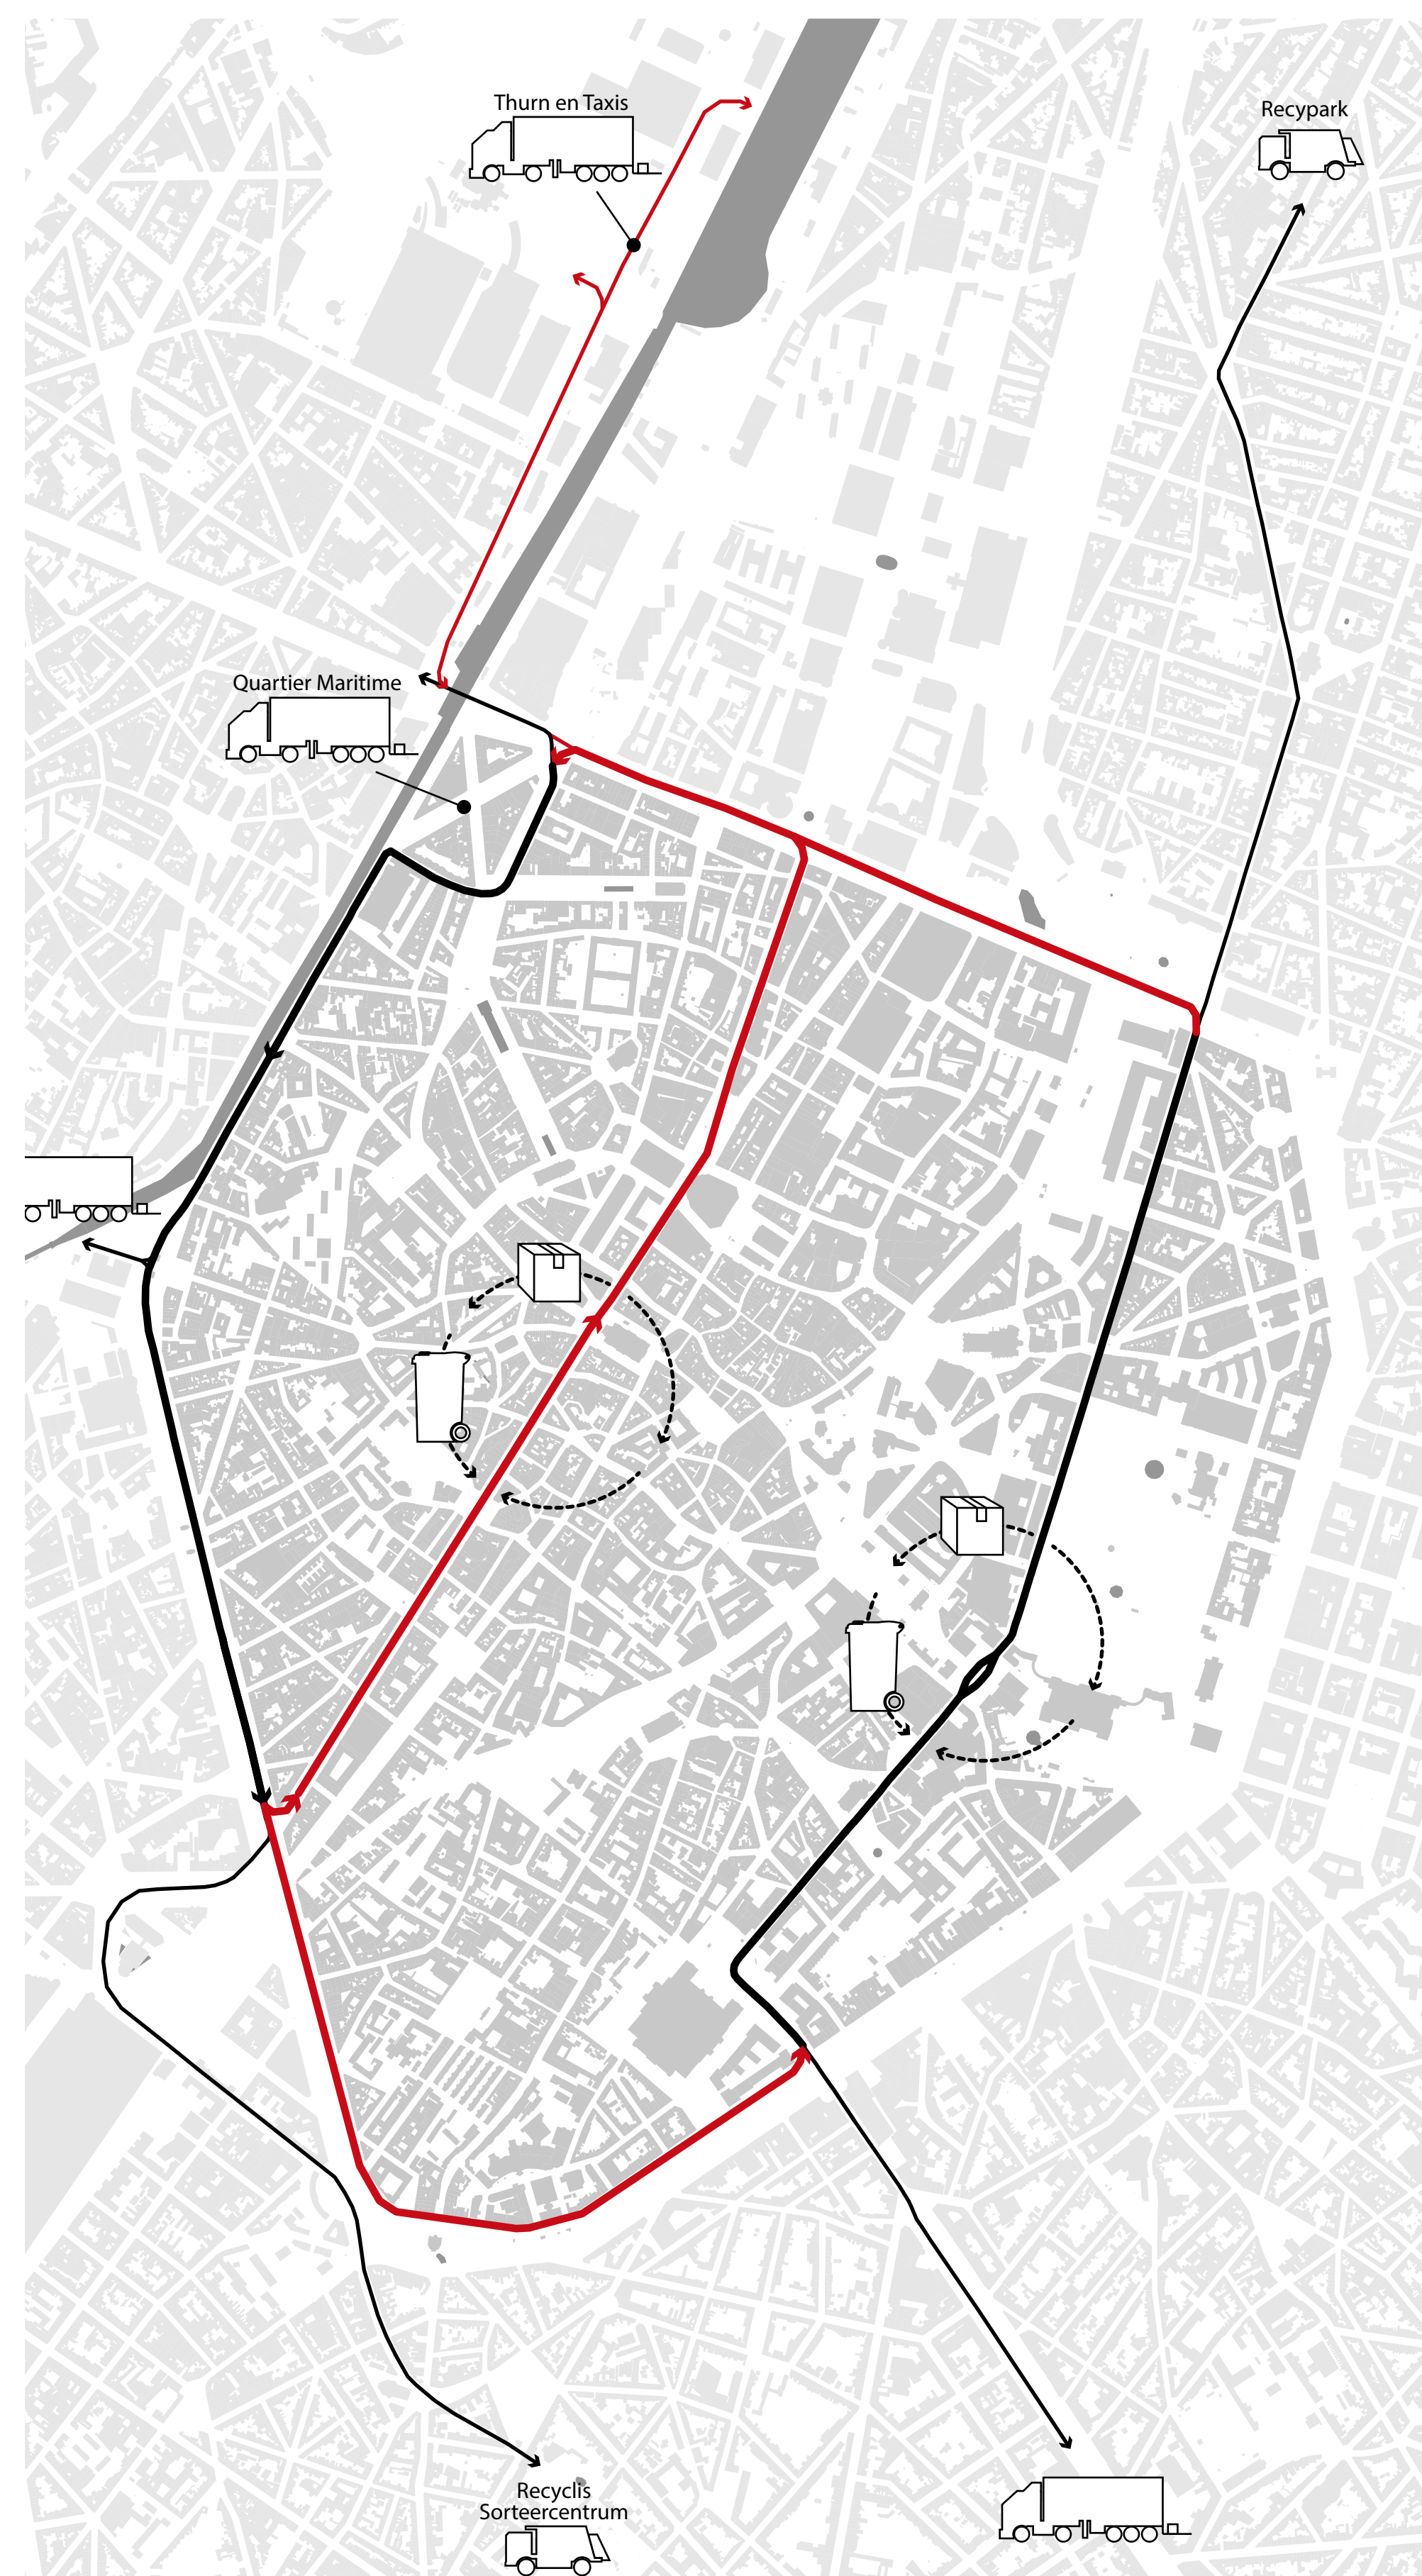 Thurn en Taxis
Recypark
Quartier Maritime
Recyclis
Sorteercentrum